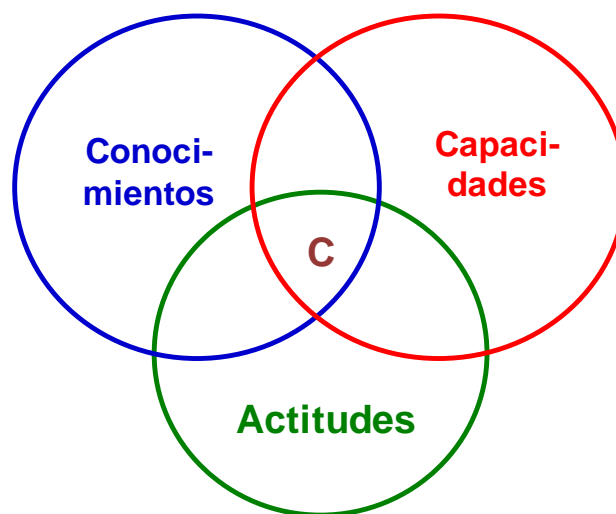 Conoci-
mientos
Capaci-
dades
C
Actitudes